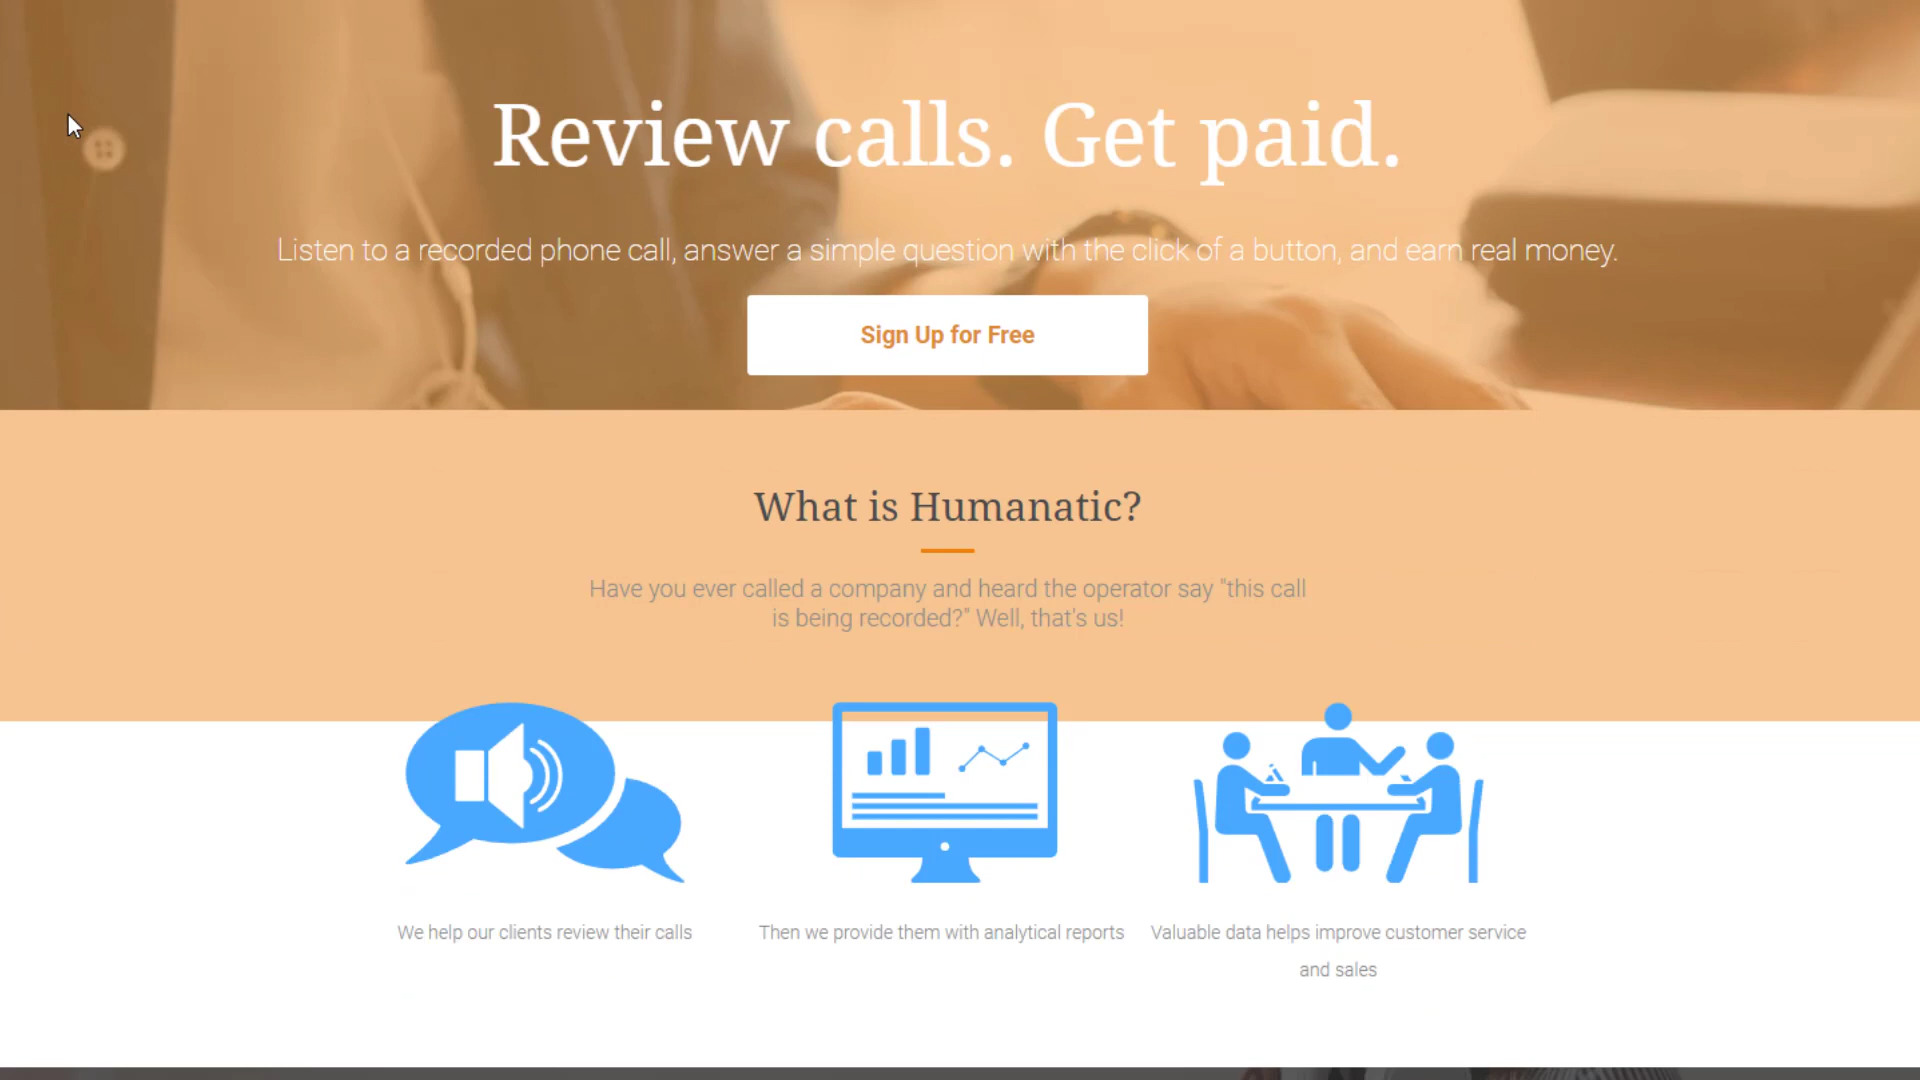 Review calls. Get paid.
Listen to a recorded phone call, answer a simple question with the click of a button, and earn real money.
Sign Up for Free
What is Humanatic?
Have you ever called a company and heard the operator say "this call
is being recorded?" Well, that's us!
We help our clients review their calls
Then we provide them with analytical reports
Valuable data helps improve customer service
and sales